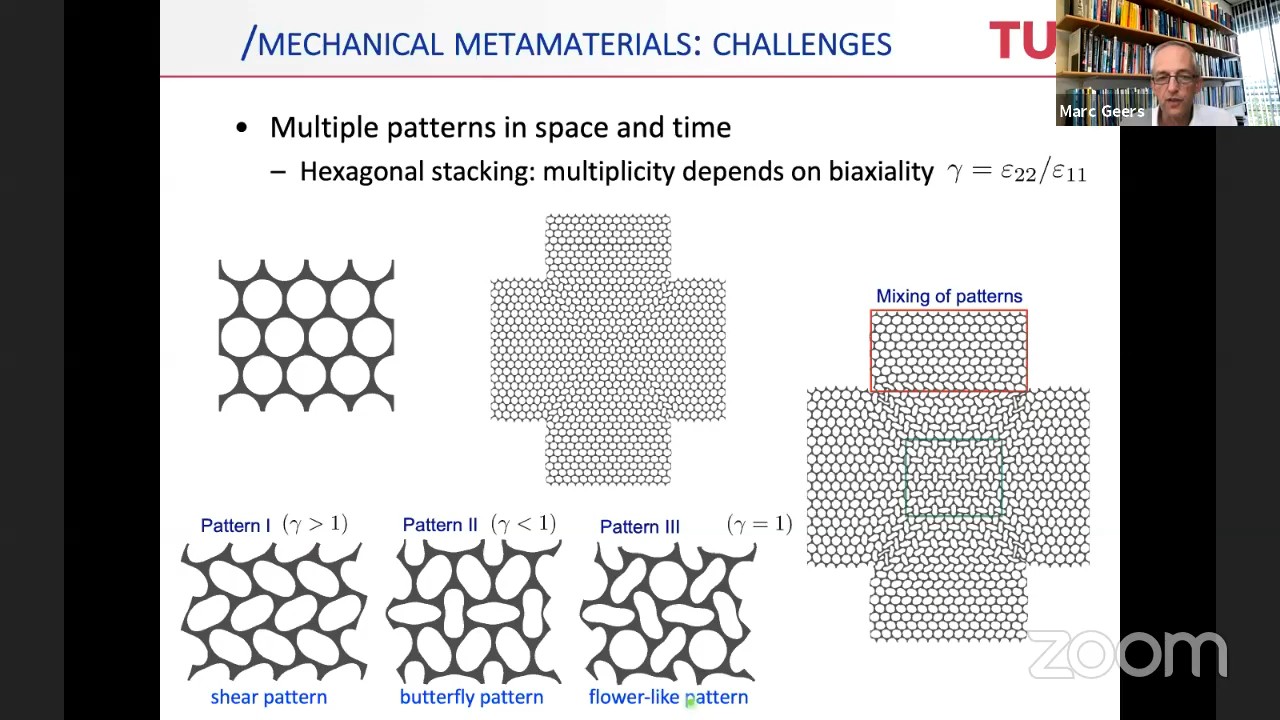 /MECHANICAL METAMATERIALS: CHALLENGES
TU
Marc Geers
• Multiple patterns in space and time
– Hexagonal stacking: multiplicity depends on biaxiality γ = ε₂₂/ε₁₁
Mixing of patterns
Pattern I (γ > 1)
Pattern II (γ < 1)
Pattern III (γ = 1)
shear pattern
butterfly pattern
flower-like pattern
zoom